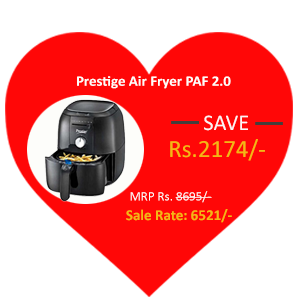 Prestige Air Fryer PAF 2.0
SAVE
Rs.2174/-
MRP Rs. 8695/-
Sale Rate: 6521/-